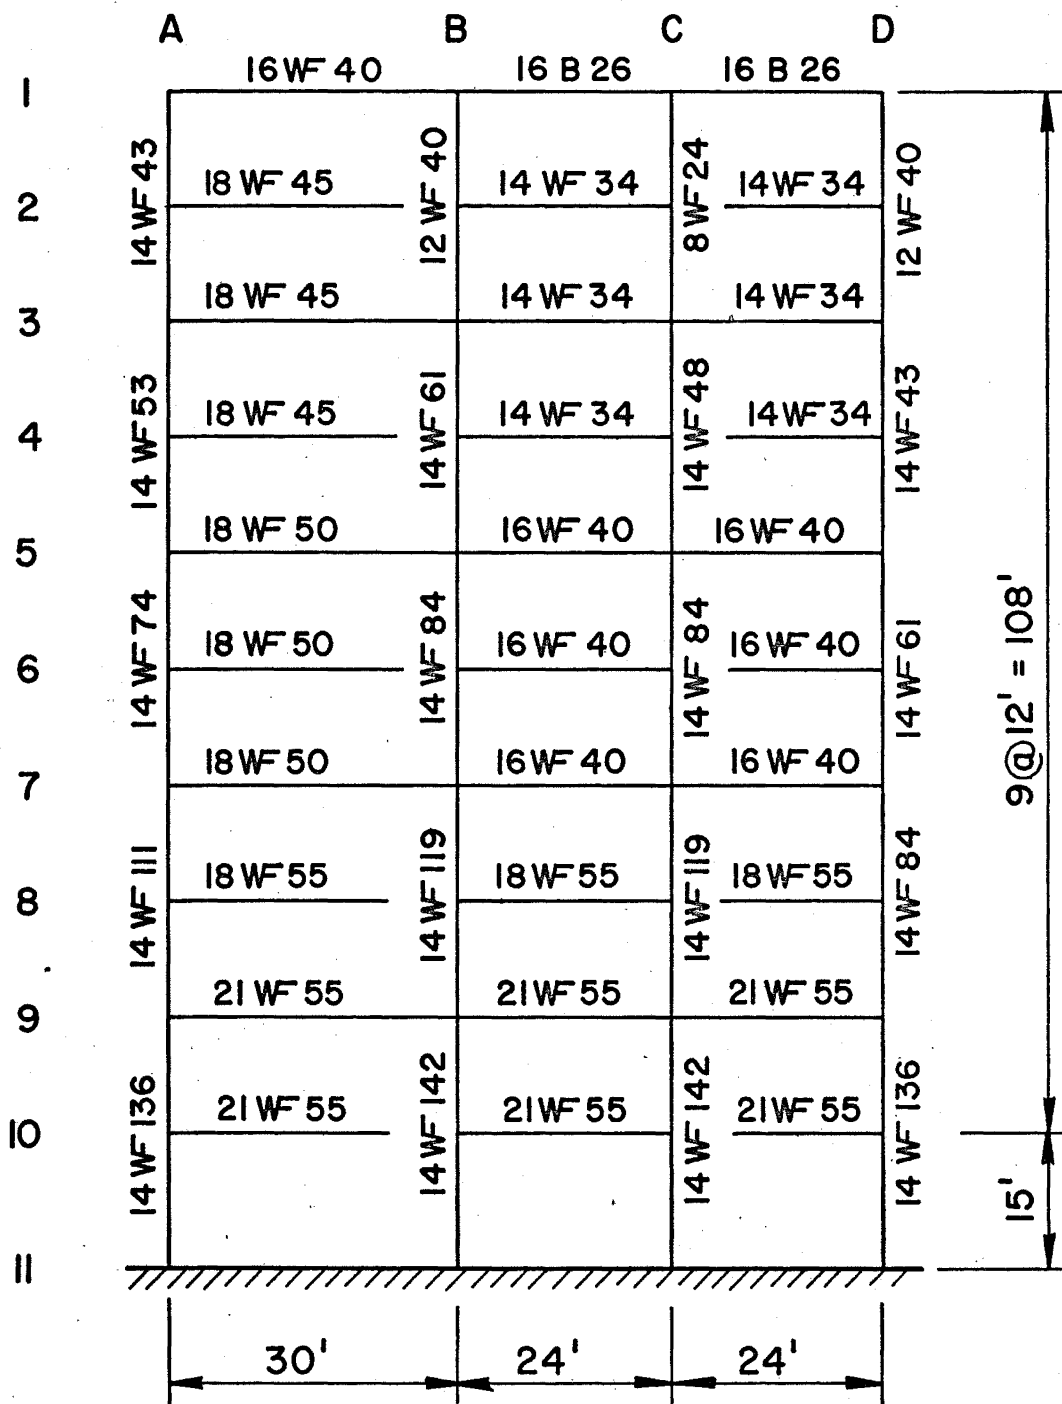 A B C D
16 WF 40 16 B 26 16 B 26
1
14 WF 43 12 WF 40 8 WF 24 12 WF 40
18 WF 45 14 WF 34 14 WF 34
2
18 WF 45 14 WF 34 14 WF 34
3
14 WF 53 14 WF 61 14 WF 48 14 WF 43
18 WF 45 14 WF 34 14 WF 34
4
18 WF 50 16 WF 40 16 WF 40
5
14 WF 74 14 WF 84 14 WF 84 14 WF 61
18 WF 50 16 WF 40 16 WF 40
6
9@12' = 108'
18 WF 50 16 WF 40 16 WF 40
7
14 WF 111 14 WF 119 14 WF 119 14 WF 84
18 WF 55 18 WF 55 18 WF 55
8
21 WF 55 21 WF 55 21 WF 55
9
14 WF 136 14 WF 142 14 WF 142 14 WF 136
21 WF 55 21 WF 55 21 WF 55
10
15'
11
30' 24' 24'